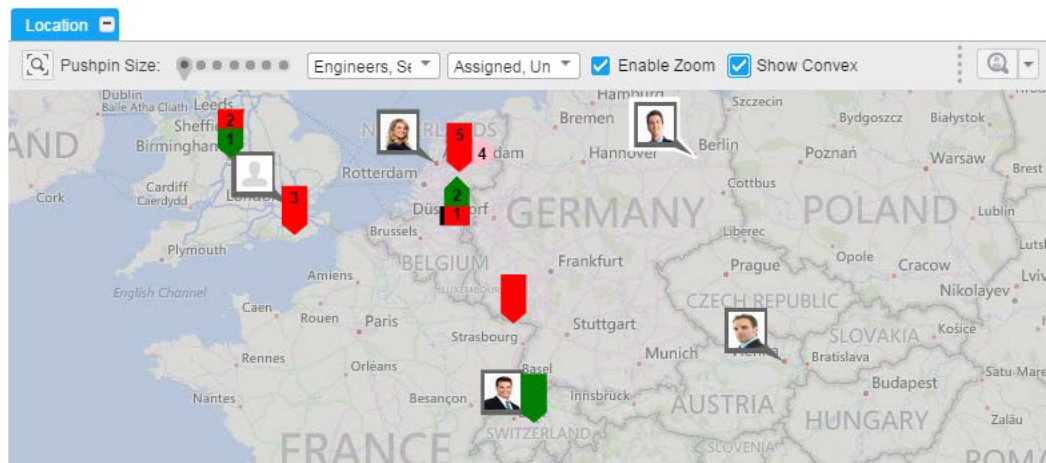 Location
Pushpin Size:
Engineers, Se
Assigned, Un
Enable Zoom
Show Convex
Dublin
Baile Átha Cliath
Leeds
Hamburg
Szczecin
Bremen
Bydgoszcz
Białystok
2
Sheffie
1
AND
Birmingham
NETHERLANDS
5
4
dam
Hannover
Berlin
Poznań
Warsaw
Rotterdam
Brest
Cardiff
Caerdydd
Cork
London
3
2
Düsseldorf
1
Cottbus
GERMANY
POLAND
Lublin
Brussels
Liberec
Plymouth
BELGIUM
Frankfurt
Prague
Opole
Cracow
Lutsk
Amiens
LUXEMBOURG
Lviv
English Channel
Nikolayev
Caen
Rouen
Paris
CZECH REPUBLIC
Stuttgart
Strasbourg
SLOVAKIA
Košice
Rennes
Munich
Vienna
Bratislava
Orléans
Basel
Satu-Mare
Nantes
Besançon
Innsbruck
AUSTRIA
Budapest
HUNGARY
Zalău
SWITZERLAND
FRANCE
SLOVENIA
ROMA